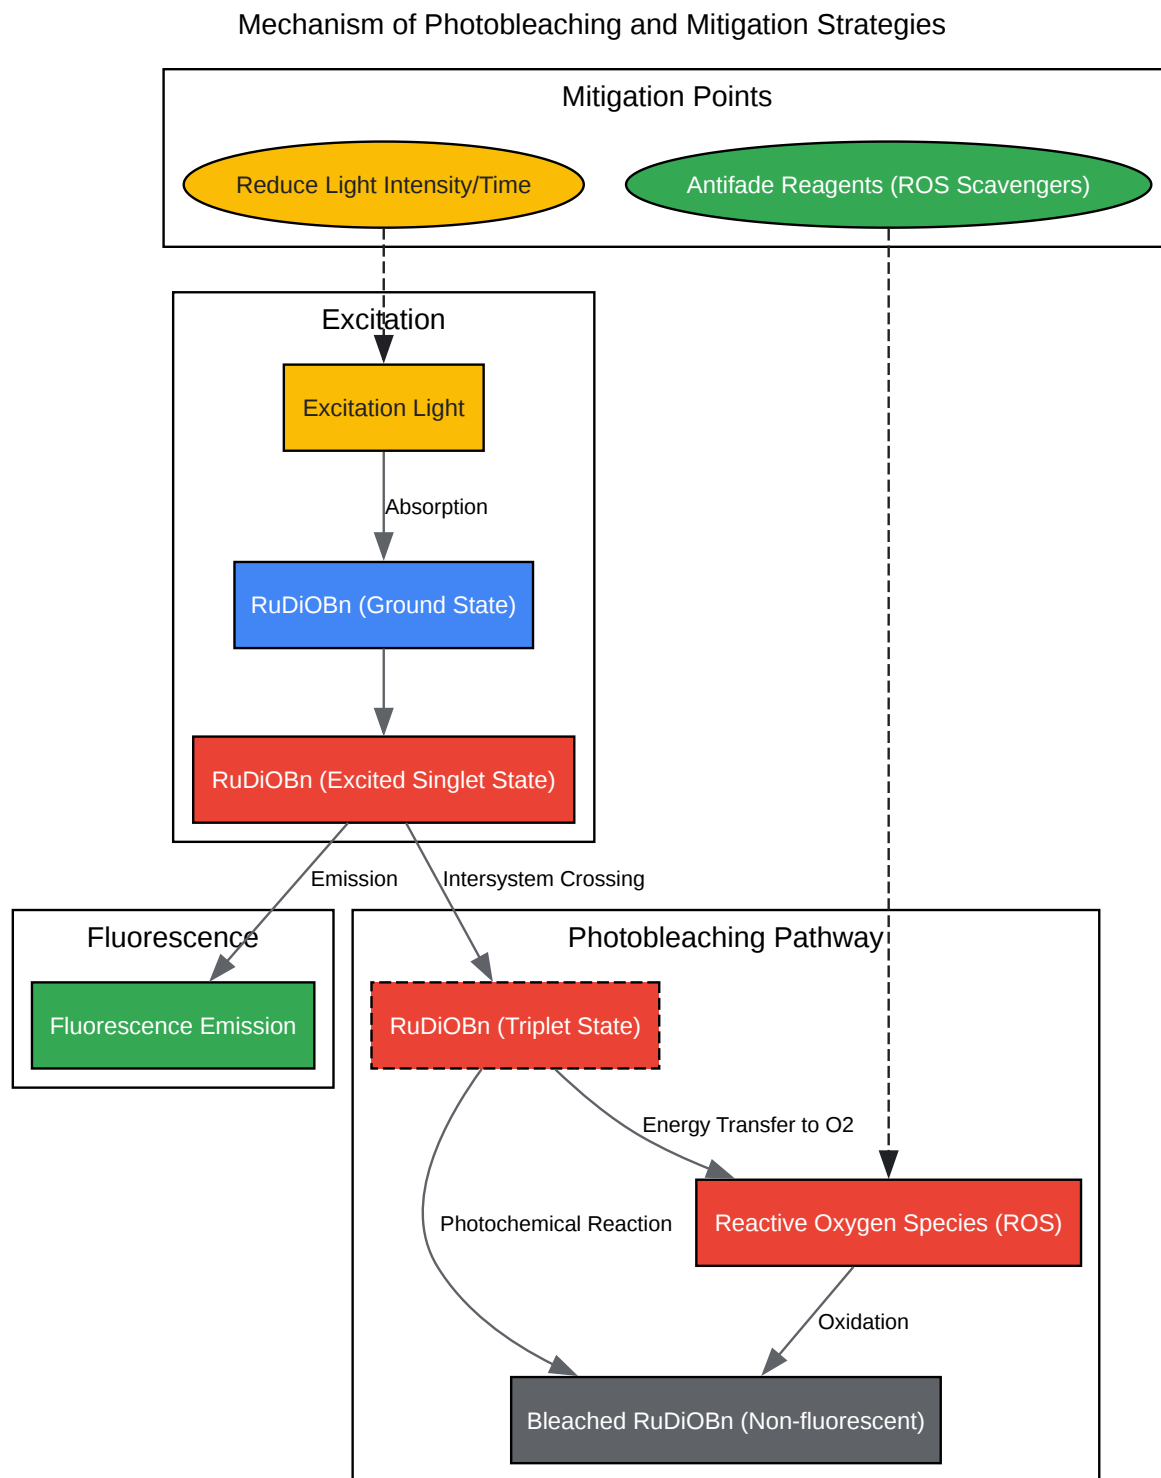 Mechanism of Photobleaching and Mitigation Strategies
Mitigation Points
Reduce Light Intensity/Time
Antifade Reagents (ROS Scavengers)
Excitation
Excitation Light
Absorption
RuDiOBn (Ground State)
RuDiOBn (Excited Singlet State)
Emission
Intersystem Crossing
Fluorescence
Photobleaching Pathway
Fluorescence Emission
RuDiOBn (Triplet State)
Energy Transfer to O2
Photochemical Reaction
Reactive Oxygen Species (ROS)
Oxidation
Bleached RuDiOBn (Non-fluorescent)